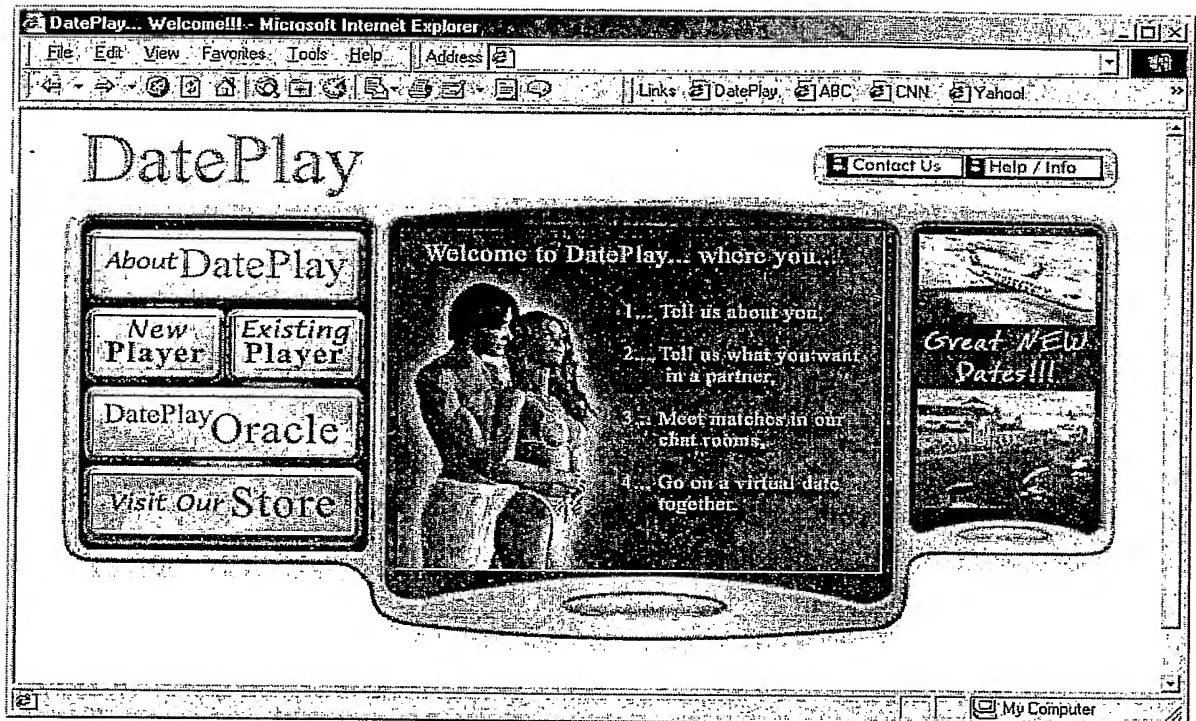 DatePlay... Welcome!!! - Microsoft Internet Explorer
File Edit View Favorites Tools Help Address
Links DatePlay ABC CNN Yahoo!
DatePlay
Contact Us Help / Info
About DatePlay
New Player
Existing Player
DatePlay Oracle
Visit Our Store
Welcome to DatePlay... where you...
1... Tell us about you,
2... Tell us what you want
in a partner,
3... Meet matches in our
chat rooms,
4... Go on a virtual date
together.
Great NEW
Dates!!!
My Computer